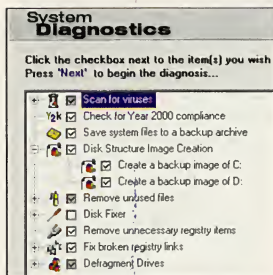 System
Diagnostics
Click the checkbox next to the item(s) you wish
Press "Next" to begin the diagnosis...
Scan for viruses
Y2k Check for Year 2000 compliance
Save system files to a backup archive
Disk Structure Image Creation
Create a backup image of C:
Create a backup image of D:
Remove unused files
Disk Fixer
Remove unnecessary registry items
Fix broken registry links
Defragment Drives